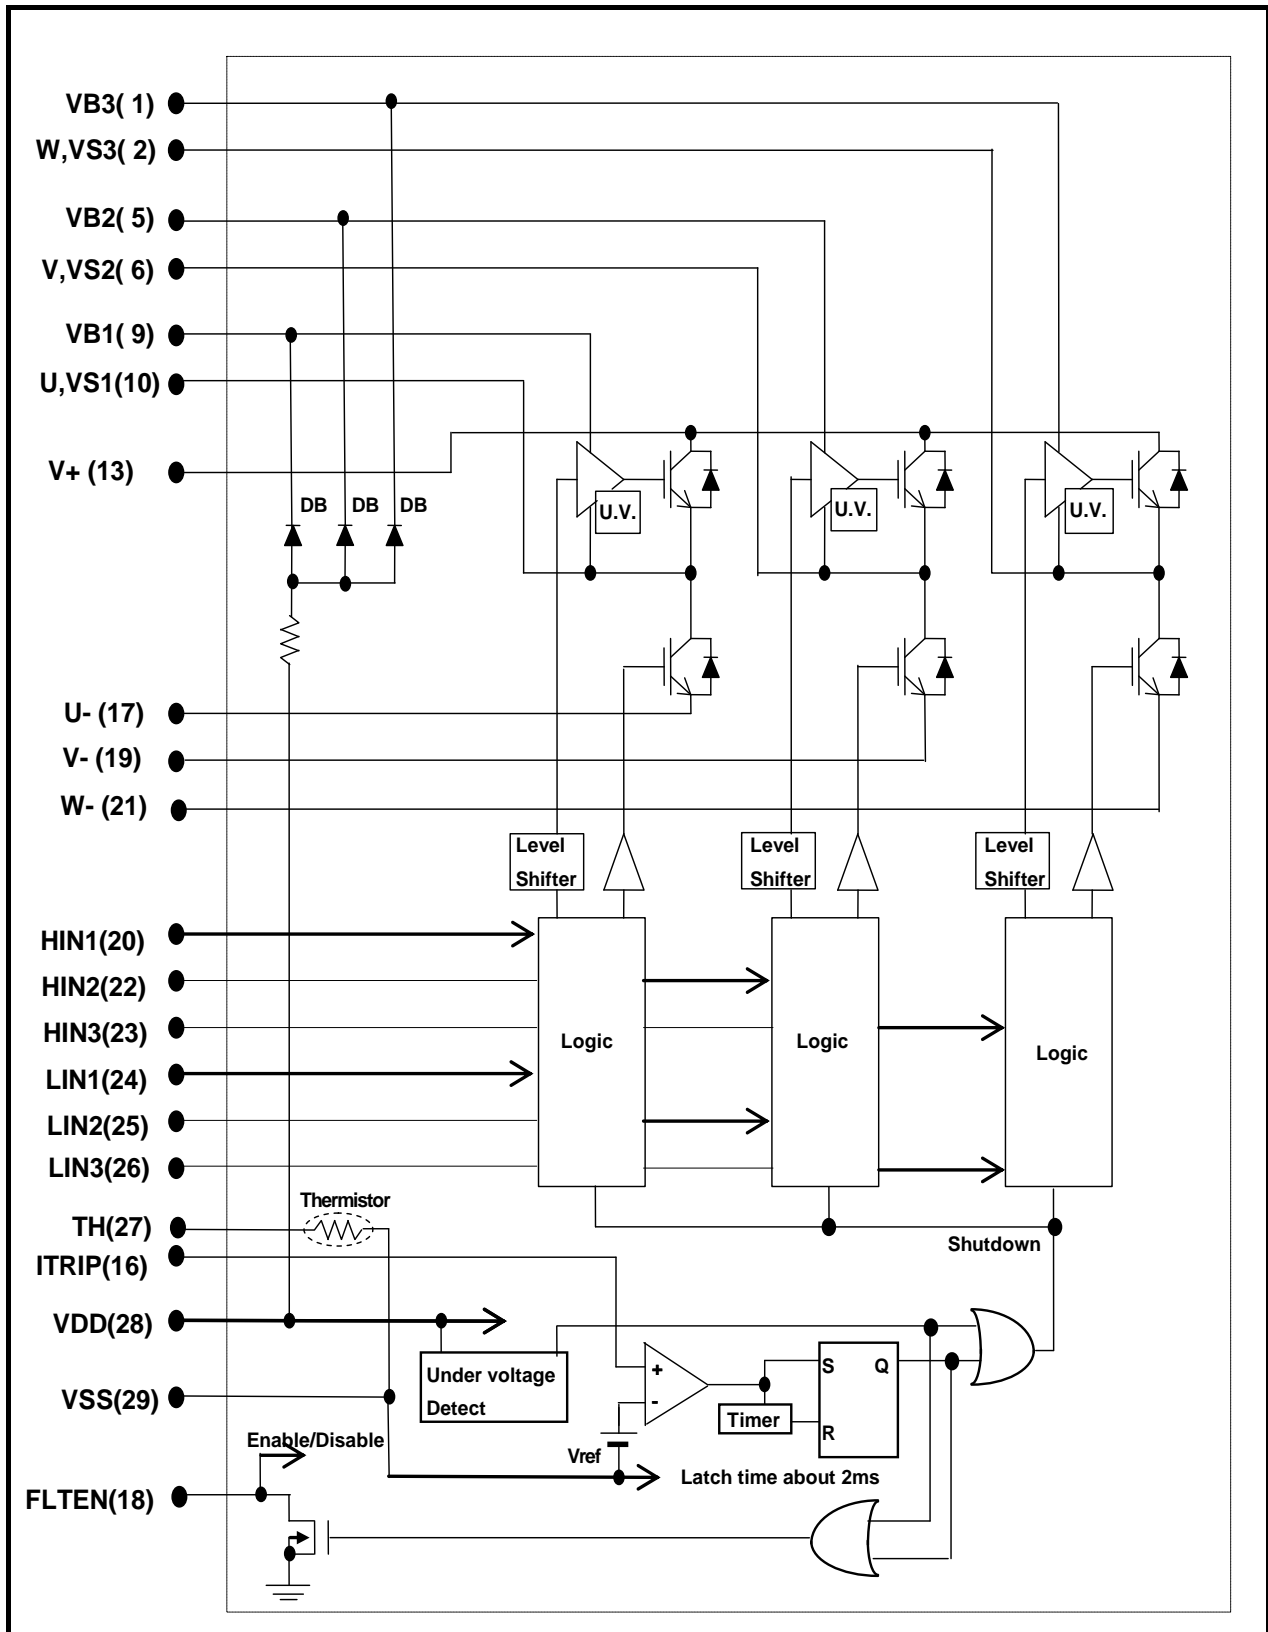 VB3( 1)
W,VS3( 2)
VB2( 5)
V,VS2( 6)
VB1( 9)
U,VS1(10)
V+ (13)
DB DB DB
U.V. U.V. U.V.
U- (17)
V- (19)
W- (21)
Level Shifter
Level Shifter
Level Shifter
HIN1(20)
HIN2(22)
HIN3(23)
LIN1(24)
LIN2(25)
LIN3(26)
Logic Logic Logic
Thermistor
TH(27)
ITRIP(16)
Shutdown
VDD(28)
Under voltage
Detect
+
-
S Q
R
Timer
VSS(29)
Vref
Enable/Disable
Latch time about 2ms
FLTEN(18)